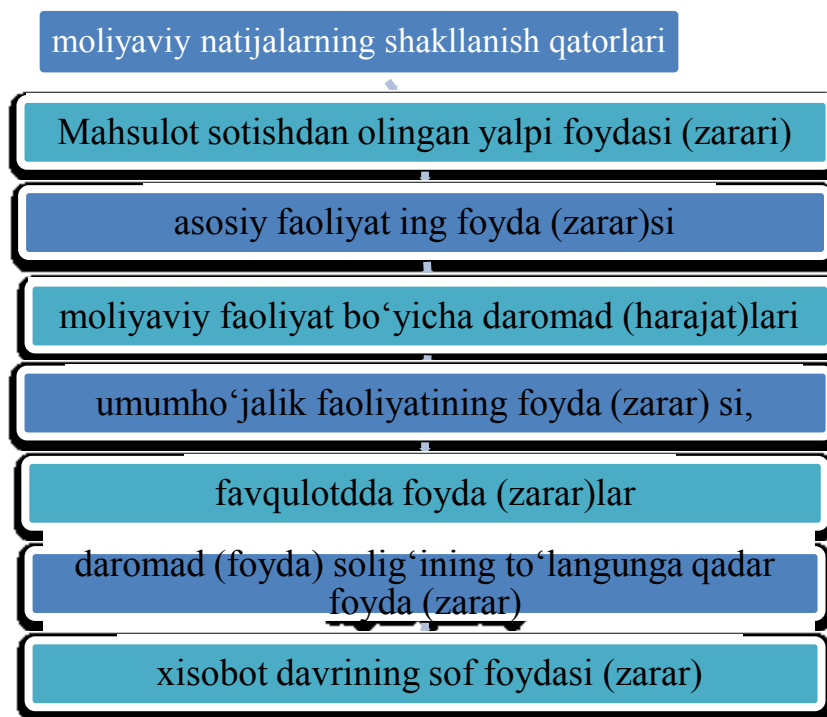 moliyaviy natijalarning shakllanish qatorlari
Mahsulot sotishdan olingan yalpi foydasi (zarari)
asosiy faoliyat ing foyda (zarar)si
moliyaviy faoliyat bo‘yicha daromad (harajat)lari
umumho‘jalik faoliyatining foyda (zarar) si,
favqulotdda foyda (zarar)lar
daromad (foyda) solig‘ining to‘langunga qadar
foyda (zarar)
xisobot davrining sof foydasi (zarar)